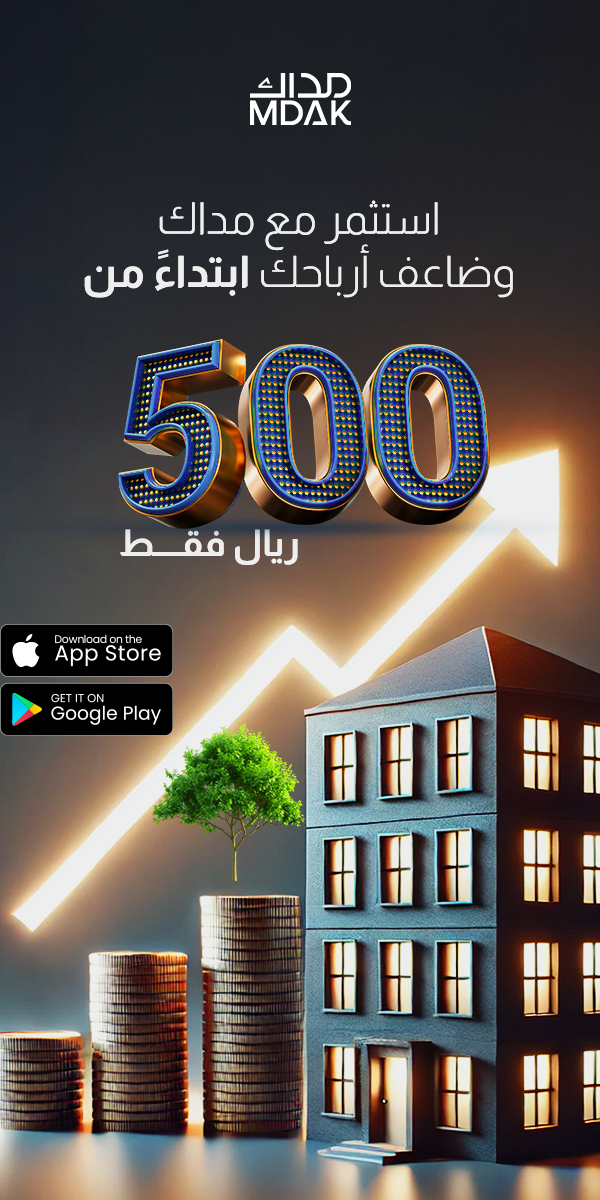 مداك
MDAK
استثمر مع مداك
وضاعف أرباحك ابتداءً من
500
ريال فقـــط
Download on the
App Store
GET IT ON
Google Play